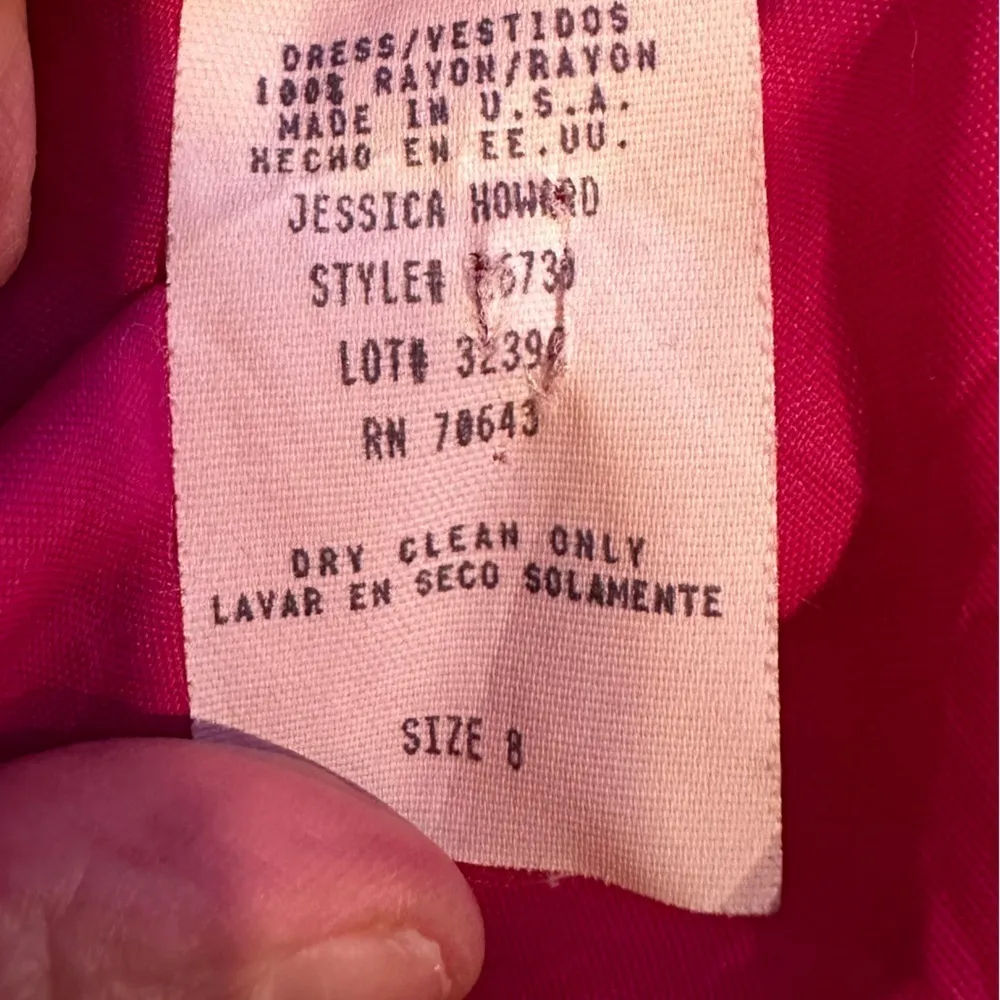 DRESS/VESTIDOS
100% RAYON/RAYON
MADE IN U.S.A.
HECHO EN EE.UU.
JESSICA HOWARD
STYLE#
LOT#
RN 70643
DRY CLEAN ONLY
LAVAR EN SECO SOLAMENTE
SIZE 8